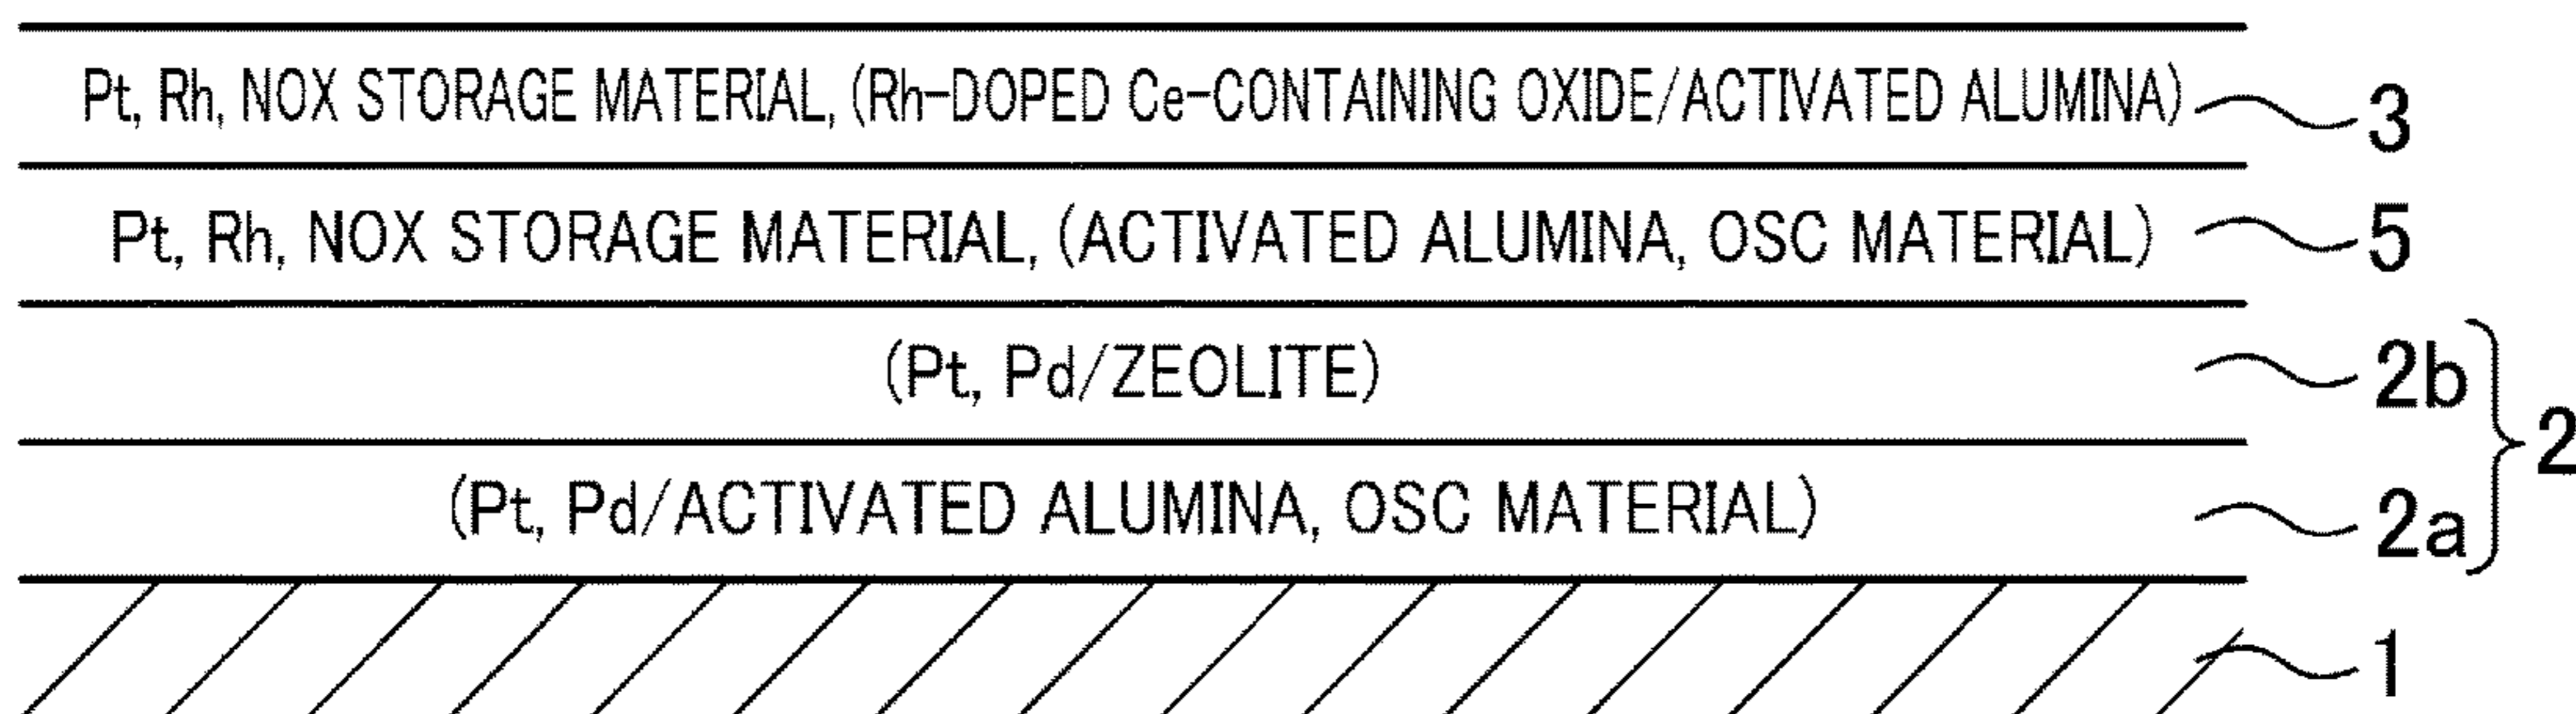 Pt, Rh, NOX STORAGE MATERIAL, (Rh-DOPED Ce-CONTAINING OXIDE/ACTIVATED ALUMINA) 3
Pt, Rh, NOX STORAGE MATERIAL, (ACTIVATED ALUMINA, OSC MATERIAL) 5
(Pt, Pd/ZEOLITE) 2b
2
(Pt, Pd/ACTIVATED ALUMINA, OSC MATERIAL) 2a
1